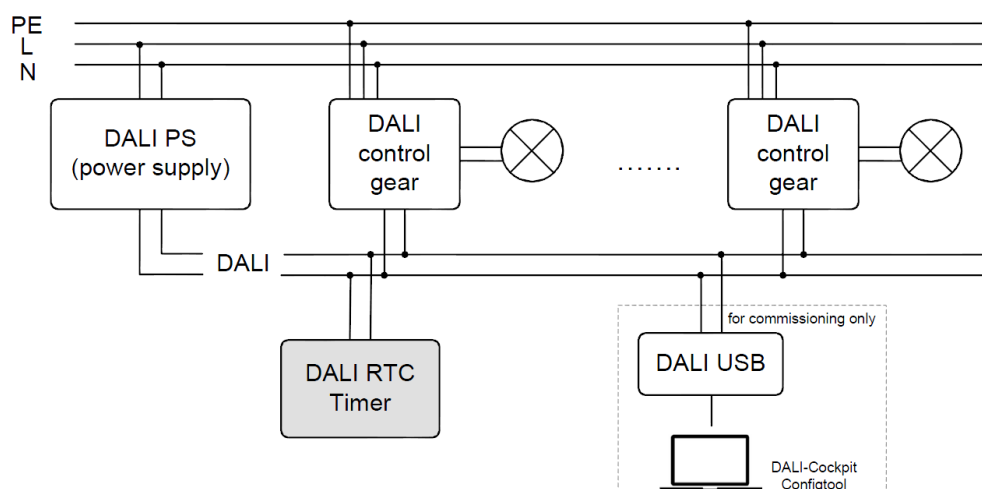 PE
L
N
DALI PS
(power supply)
DALI
control
gear
.......
DALI
control
gear
DALI
for commissioning only
DALI RTC
Timer
DALI USB
DALI-Cockpit
Configtool